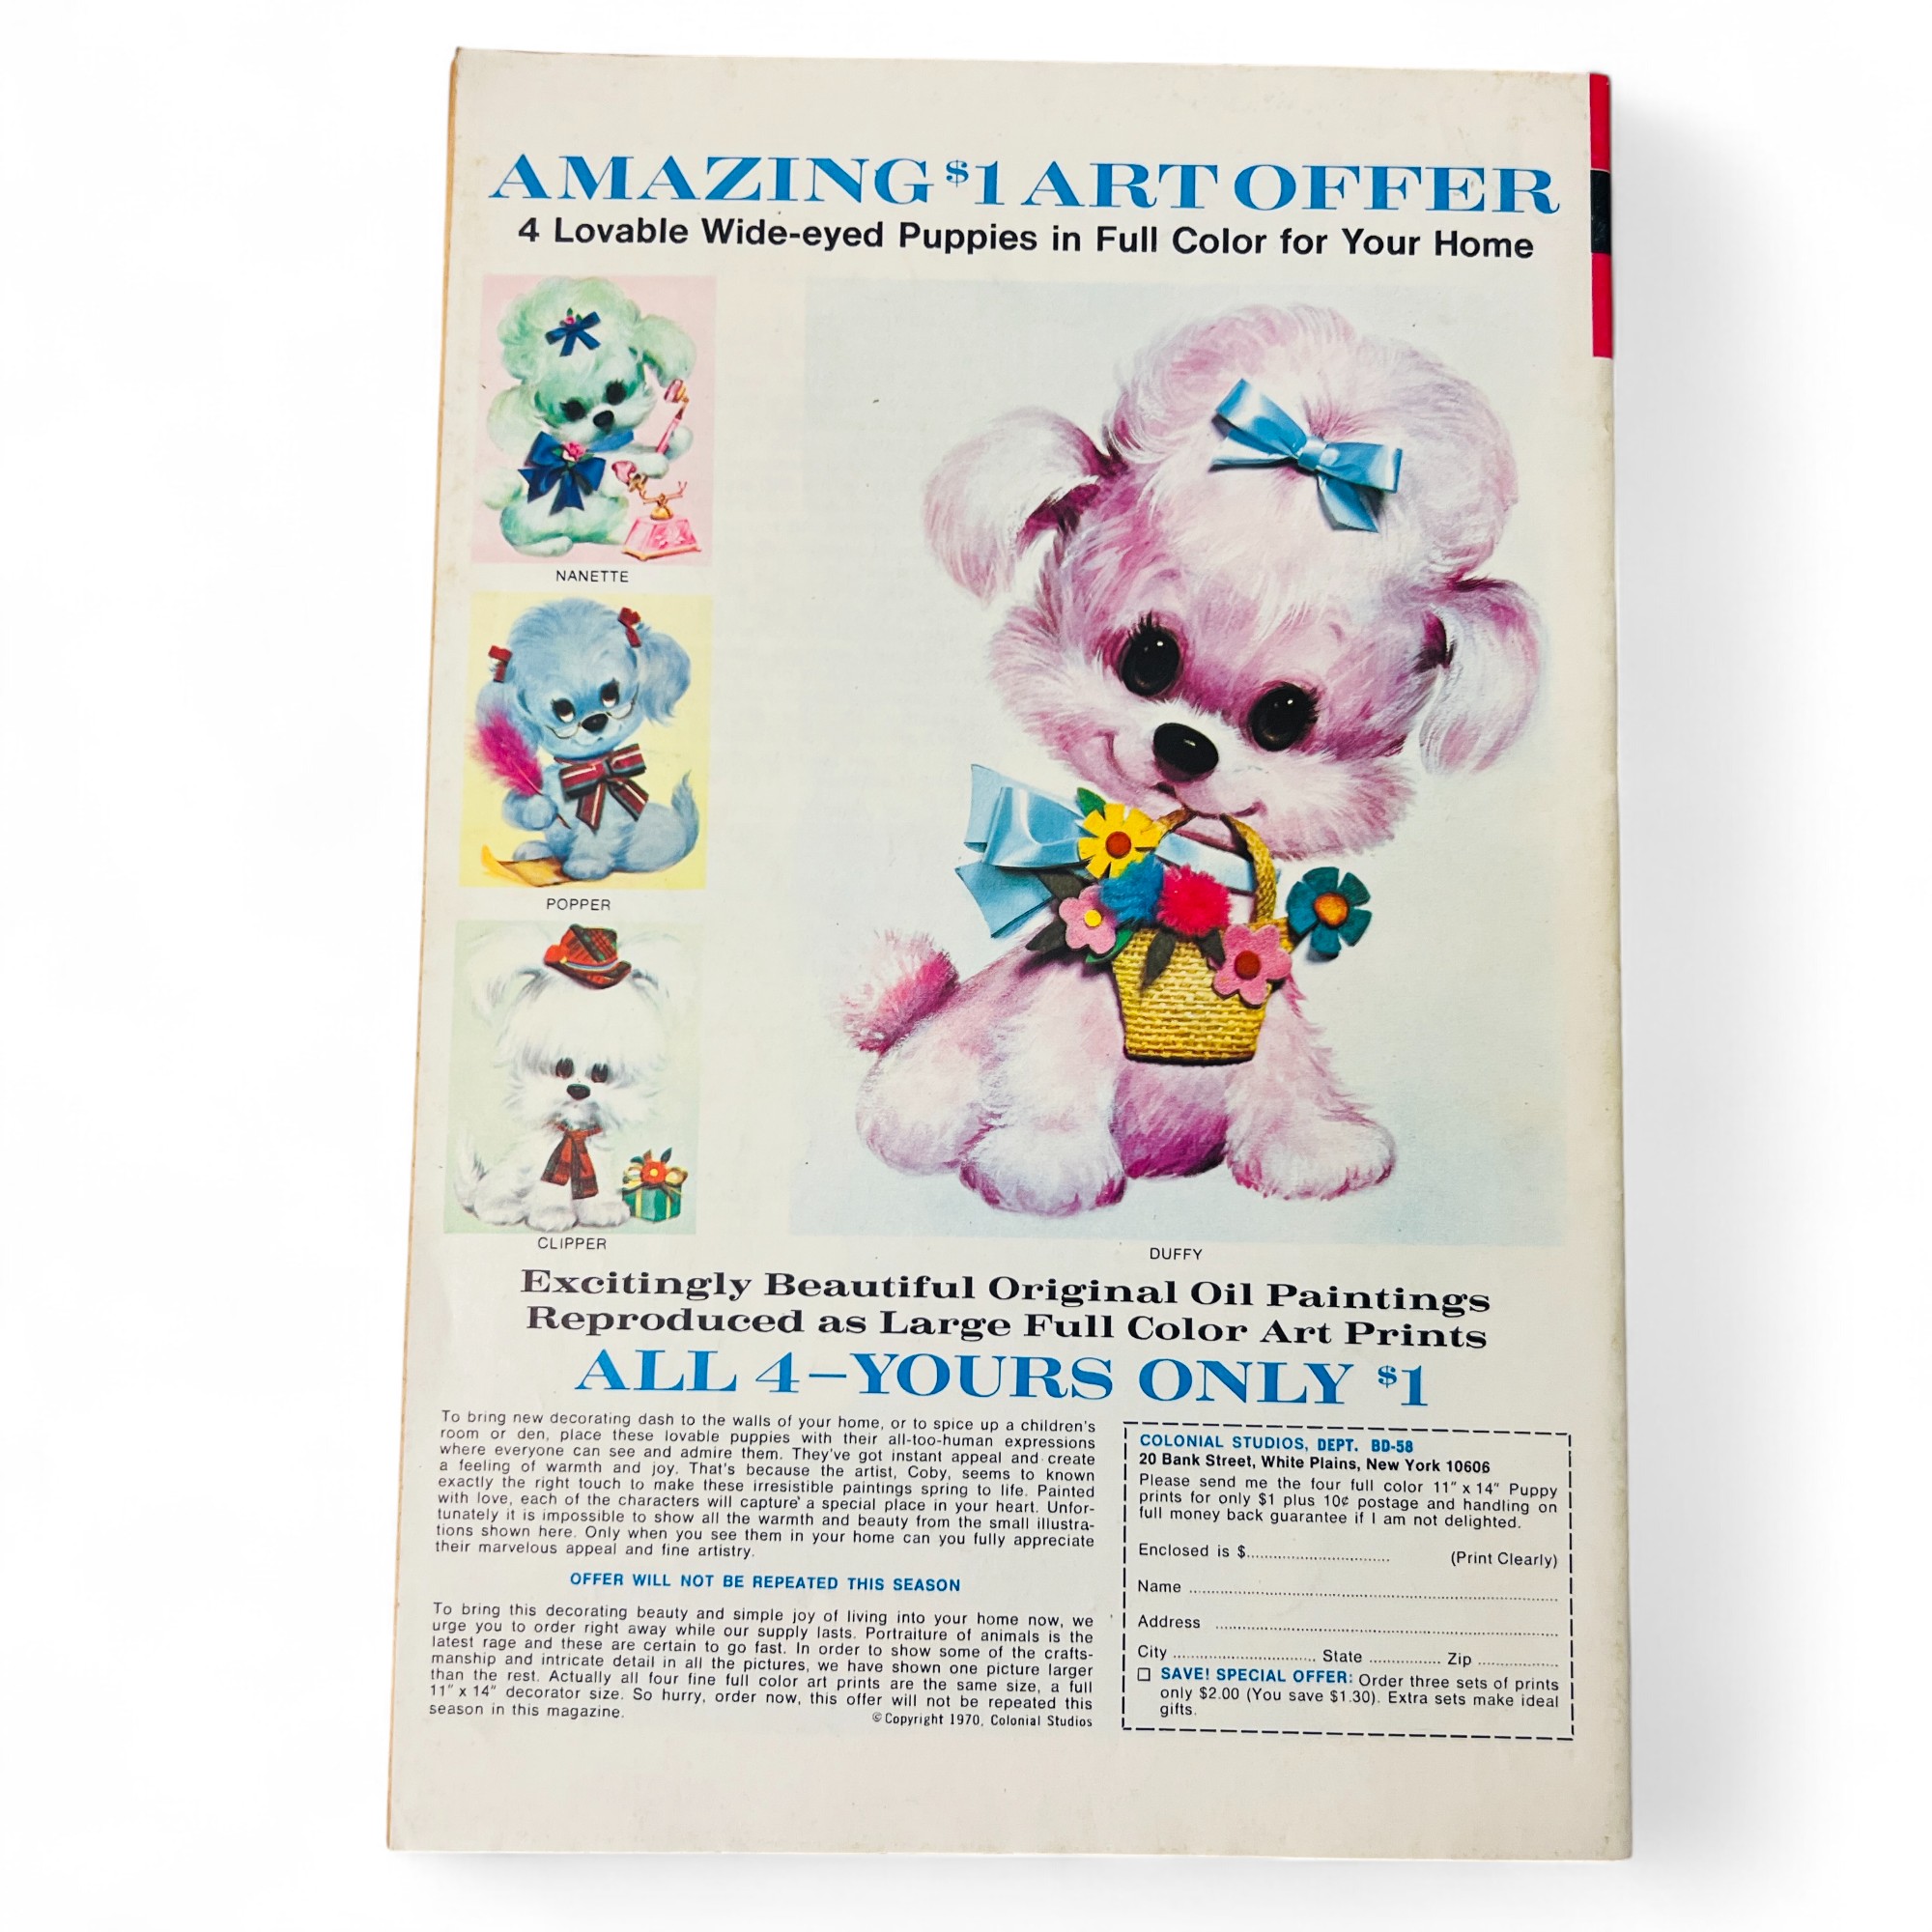 AMAZING $1 ART OFFER
4 Lovable Wide-eyed Puppies in Full Color for Your Home
NANETTE
POPPER
CLIPPER
DUFFY
Excitingly Beautiful Original Oil Paintings
Reproduced as Large Full Color Art Prints
ALL 4–YOURS ONLY $1
To bring new decorating dash to the walls of your home, or to spice up a children's
room or den, place these lovable puppies with their all-too-human expressions
where everyone can see and admire them. They've got instant appeal and create
a feeling of warmth and joy. That's because the artist, Coby, seems to known
exactly the right touch to make these irresistible paintings spring to life. Painted
with love, each of the characters will capture a special place in your heart. Unfor-
tunately it is impossible to show all the warmth and beauty from the small illustra-
tions shown here. Only when you see them in your home can you fully appreciate
their marvelous appeal and fine artistry.
OFFER WILL NOT BE REPEATED THIS SEASON
To bring this decorating beauty and simple joy of living into your home now, we
urge you to order right away while our supply lasts. Portraiture of animals is the
latest rage and these are certain to go fast. In order to show some of the crafts-
manship and intricate detail in all the pictures, we have shown one picture larger
than the rest. Actually all four fine full color art prints are the same size, a full
11" x 14" decorator size. So hurry, order now, this offer will not be repeated this
season in this magazine.
© Copyright 1970, Colonial Studios
COLONIAL STUDIOS, DEPT. BD-58
20 Bank Street, White Plains, New York 10606
Please send me the four full color 11" x 14" Puppy
prints for only $1 plus 10¢ postage and handling on
full money back guarantee if I am not delighted.
Enclosed is $.................................. (Print Clearly)
Name ..................................................
Address ..................................................
City .................................. State ................. Zip ...................
☐ SAVE! SPECIAL OFFER: Order three sets of prints
only $2.00 (You save $1.30). Extra sets make ideal
gifts.